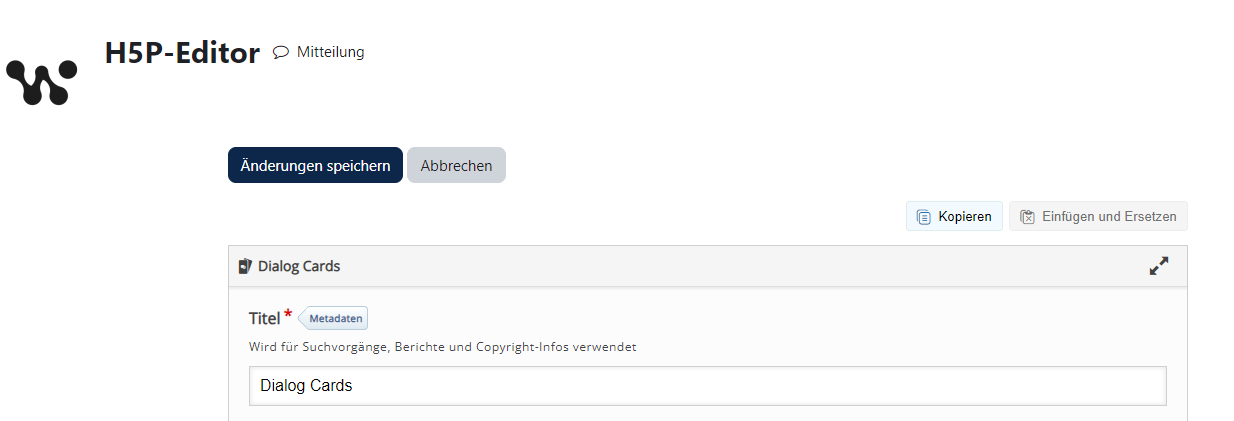 H5P-Editor Mitteilung
Änderungen speichern Abbrechen
Kopieren Einfügen und Ersetzen
Dialog Cards
Titel * Metadaten
Wird für Suchvorgänge, Berichte und Copyright-Infos verwendet
Dialog Cards